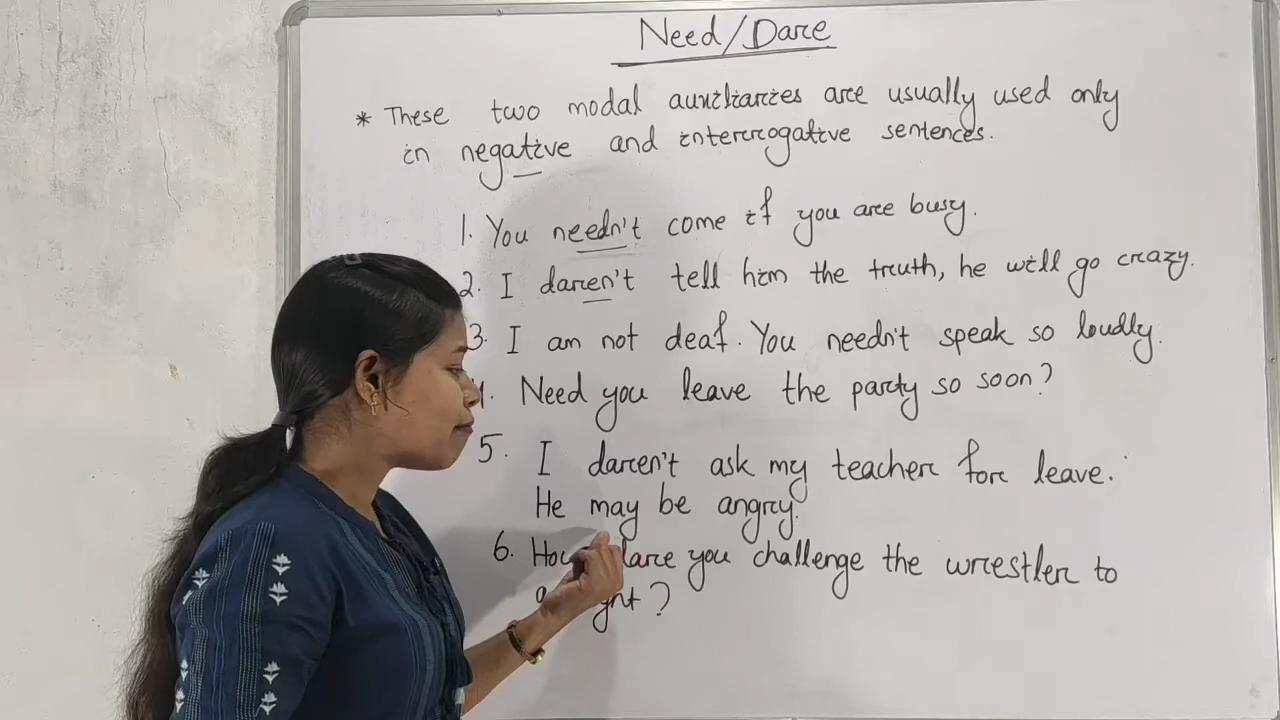 Need/Dare
* These two modal auxiliaries are usually used only
in negative and interrogative sentences.
1. You needn't come if you are busy.
2. I daren't tell him the truth, he will go crazy.
3. I am not deaf. You needn't speak so loudly.
Need you leave the party so soon?
5. I daren't ask my teacher for leave.
He may be angry.
6. you challenge the wrestler to